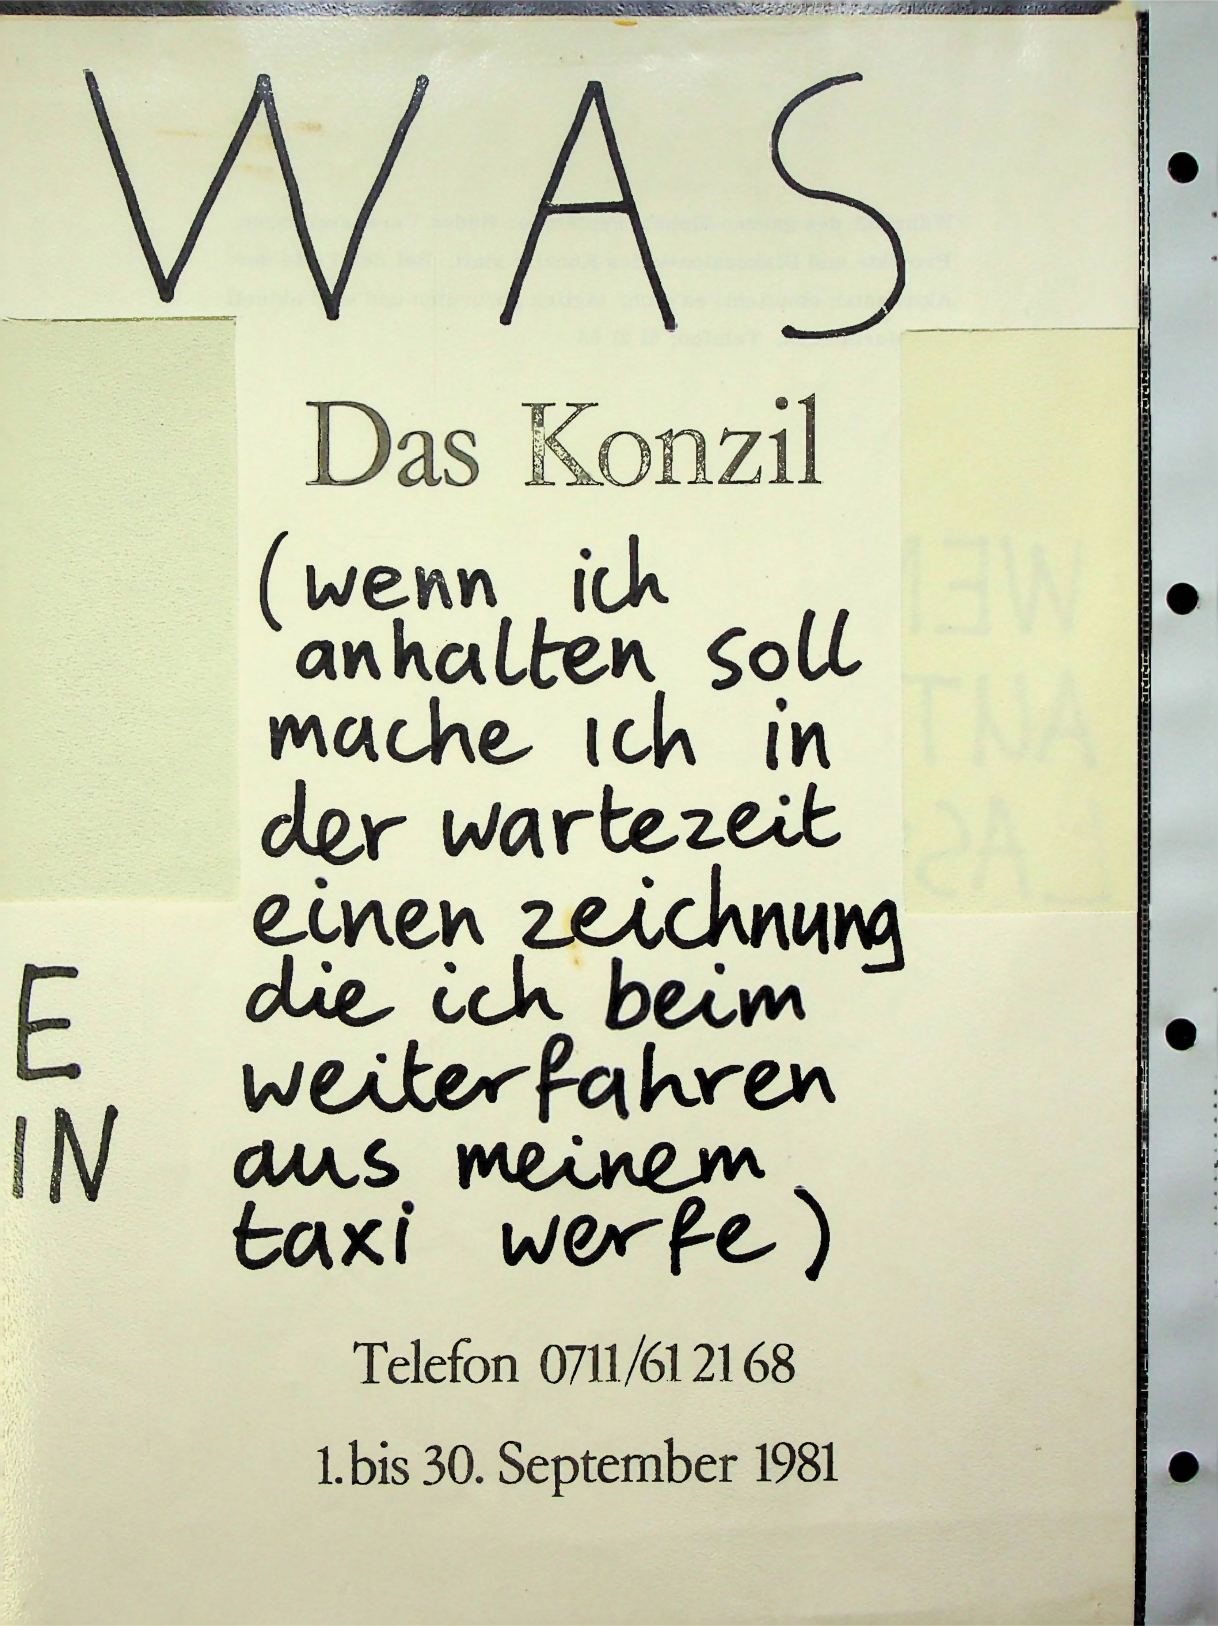 WAS
Das Konzil
(wenn ich
anhalten soll
mache ich in
der wartezeit
einen zeichnung
die ich beim
weiterfahren
aus meinem
taxi werfe)
E
IN
Telefon 0711/61 21 68
1. bis 30. September 1981